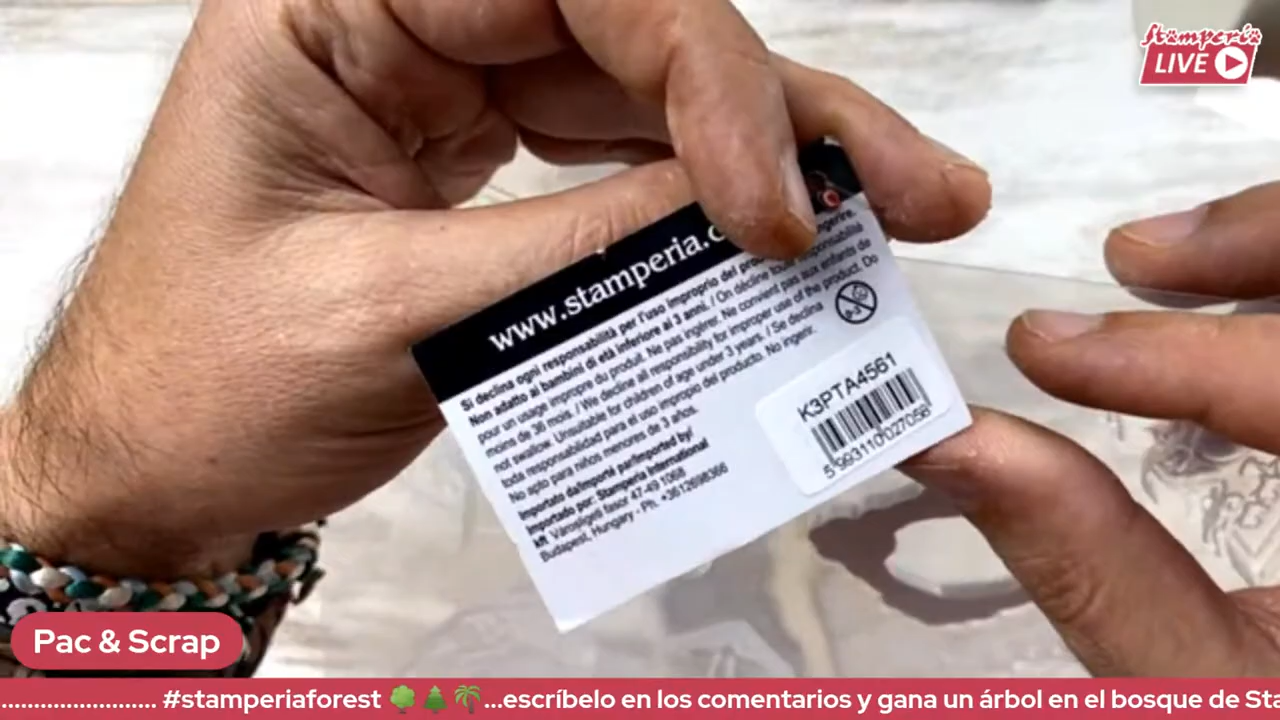 Stamperia
LIVE
www.stamperia.c
ingerire.
Si declina ogni responsabilità per l'uso improprio del
Non adatto ai bambini di età inferiore ai 3 anni. / On décline responsabilité
pour un usage impropre du produit. Ne pas ingérer. Ne convient pas aux enfants de
moins de 36 mois. / We decline all responsibility for improper use of the product. Do
not swallow. Unsuitable for children of age under 3 years. / Se declina
toda responsabilidad para el uso impropio del producto. No ingerir.
No apto para niños menores de 3 años.
0-3
Importato da/Importé par/Imported by/
Importado por: Stamperia International
kft Városligeti fasor 47-49 1068
Budapest, Hungary - Ph. +3612698366
K3PTA4561
5 993110 027058
Pac & Scrap
........................ #stamperiaforest 🌳🌲🌴...escríbelo en los comentarios y gana un árbol en el bosque de Sta